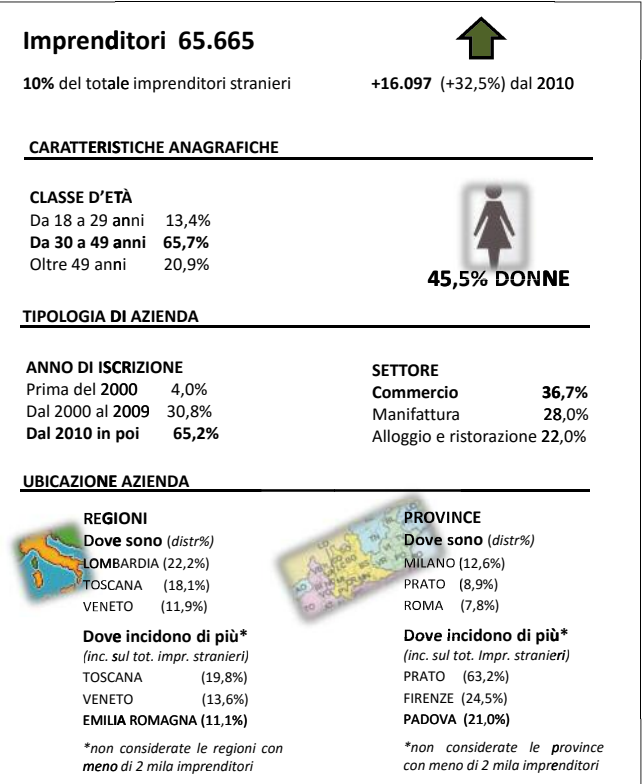 Imprenditori 65.665
10% del totale imprenditori stranieri
+16.097 (+32,5%) dal 2010
CARATTERISTICHE ANAGRAFICHE
CLASSE D'ETÀ
Da 18 a 29 anni 13,4%
Da 30 a 49 anni 65,7%
Oltre 49 anni 20,9%
45,5% DONNE
TIPOLOGIA DI AZIENDA
ANNO DI ISCRIZIONE
Prima del 2000 4,0%
Dal 2000 al 2009 30,8%
Dal 2010 in poi 65,2%
SETTORE
Commercio 36,7%
Manifattura 28,0%
Alloggio e ristorazione 22,0%
UBICAZIONE AZIENDA
REGIONI
Dove sono (distr%)
LOMBARDIA (22,2%)
TOSCANA (18,1%)
VENETO (11,9%)
Dove incidono di più*
(inc. sul tot. impr. stranieri)
TOSCANA (19,8%)
VENETO (13,6%)
EMILIA ROMAGNA (11,1%)
*non considerate le regioni con
meno di 2 mila imprenditori
PROVINCE
Dove sono (distr%)
MILANO (12,6%)
PRATO (8,9%)
ROMA (7,8%)
Dove incidono di più*
(inc. sul tot. Impr. stranieri)
PRATO (63,2%)
FIRENZE (24,5%)
PADOVA (21,0%)
*non considerate le province
con meno di 2 mila imprenditori